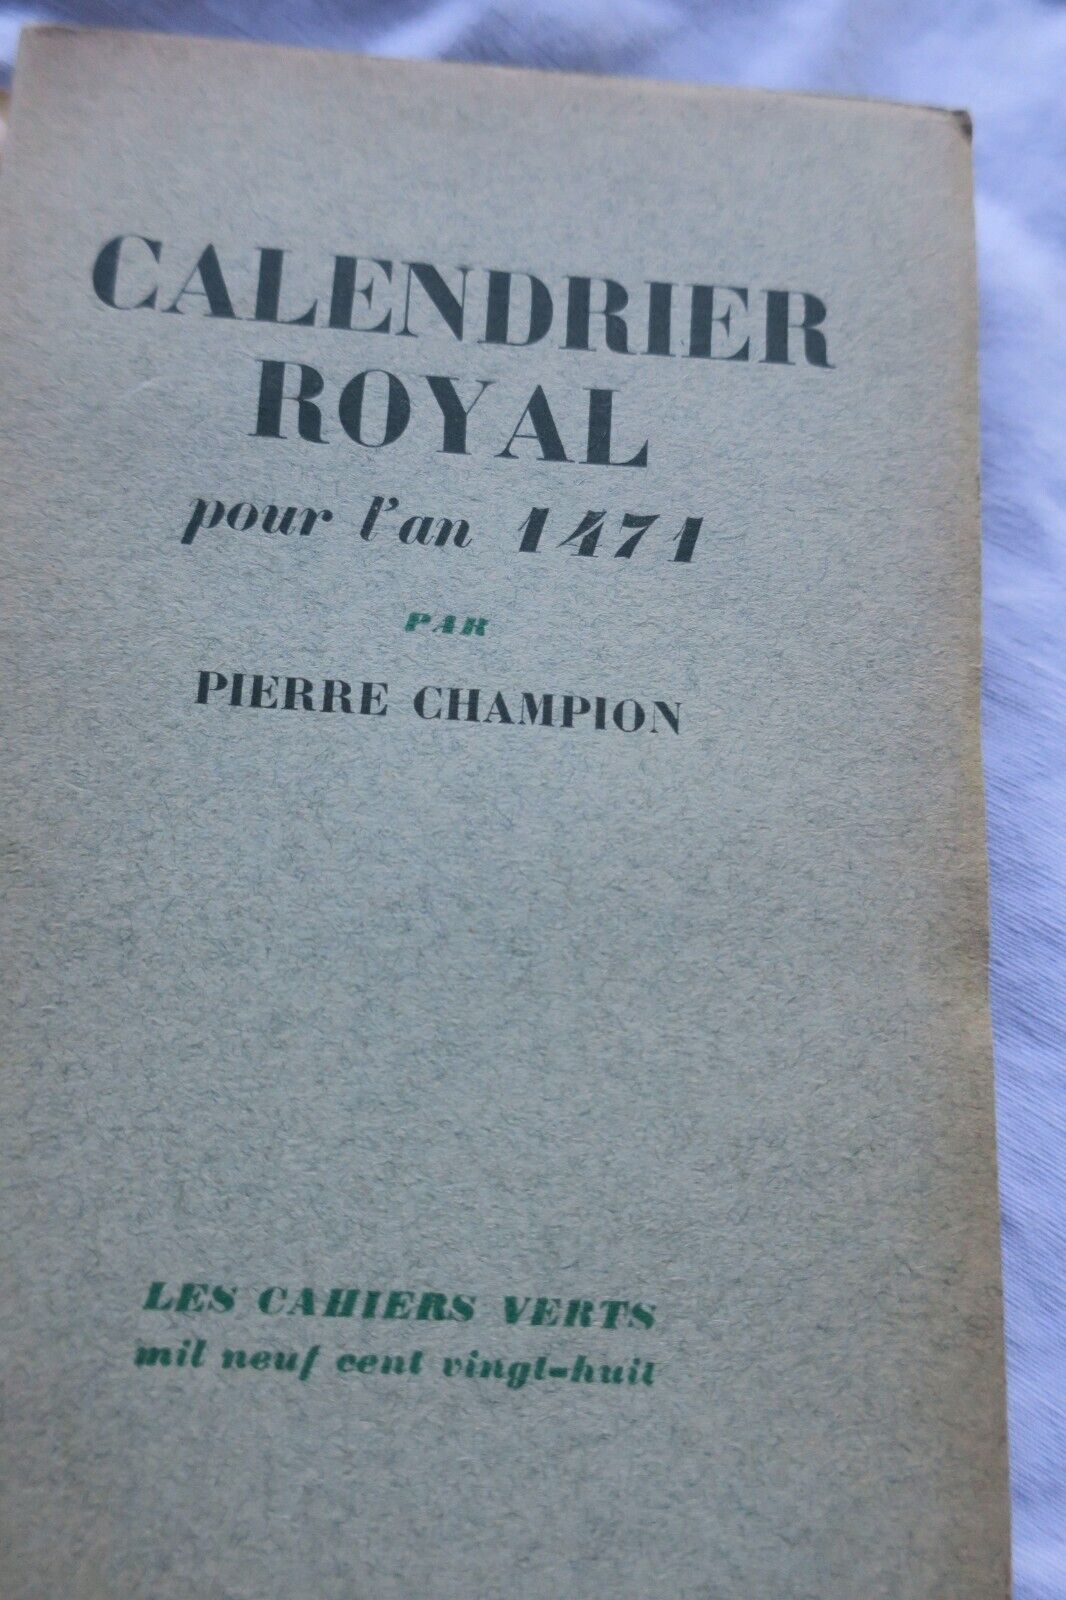 CALENDRIER
ROYAL
pour l'an 1471
PAR
PIERRE CHAMPION
LES CAHIERS VERTS
mil neuf cent vingt-huit